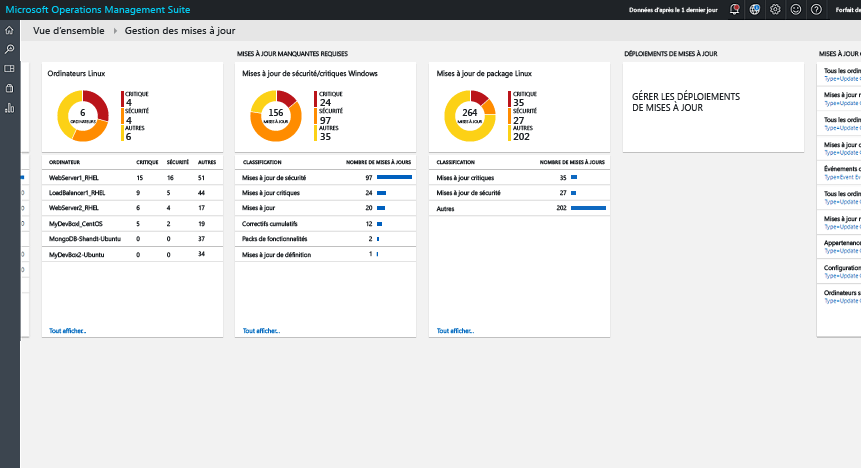 Microsoft Operations Management Suite
Données d'après le 1 dernier jour
Forfait de
Vue d'ensemble
Gestion des mises à jour
MISES À JOUR MANQUANTES REQUISES
DÉPLOIEMENTS DE MISES À JOUR
MISES À JOUR
Ordinateurs Linux
6
ORDINATEURS
CRITIQUE
4
SÉCURITÉ
4
AUTRES
6
ORDINATEUR CRITIQUE SÉCURITÉ AUTRES
WebServer1_RHEL 15 16 51
LoadBalancer1_RHEL 9 5 44
WebServer2_RHEL 6 4 17
MyDevBoxl_CentOS 5 2 19
MongoDB-Shandt-Ubuntu 0 0 37
MyDevBox2-Ubuntu 0 0 34
Tout afficher...
Mises à jour de sécurité/critiques Windows
156
MISES À JOUR
CRITIQUE
24
SÉCURITÉ
97
AUTRES
35
CLASSIFICATION NOMBRE DE MISES À JOURS
Mises à jour de sécurité 97
Mises à jour critiques 24
Mises à jour 20
Correctifs cumulatifs 12
Packs de fonctionnalités 2
Mises à jour de définition 1
Tout afficher...
Mises à jour de package Linux
264
MISES À JOUR
CRITIQUE
35
SÉCURITÉ
27
AUTRES
202
CLASSIFICATION NOMBRE DE MISES À JOURS
Mises à jour critiques 35
Mises à jour de sécurité 27
Autres 202
Tout afficher...
GÉRER LES DÉPLOIEMENTS
DE MISES À JOUR
Tous les ordin
Type=Update
Mises à jour
Type=Update
Tous les ordin
Type=Update
Mises à jour
Type=Update
Événements
Type=Event Ev
Tous les ordin
Type=Update
Mises à jour
Type=Update
Appartenance
Type=Update
Configuration
Type=Update
Ordinateurs s
Type=Update